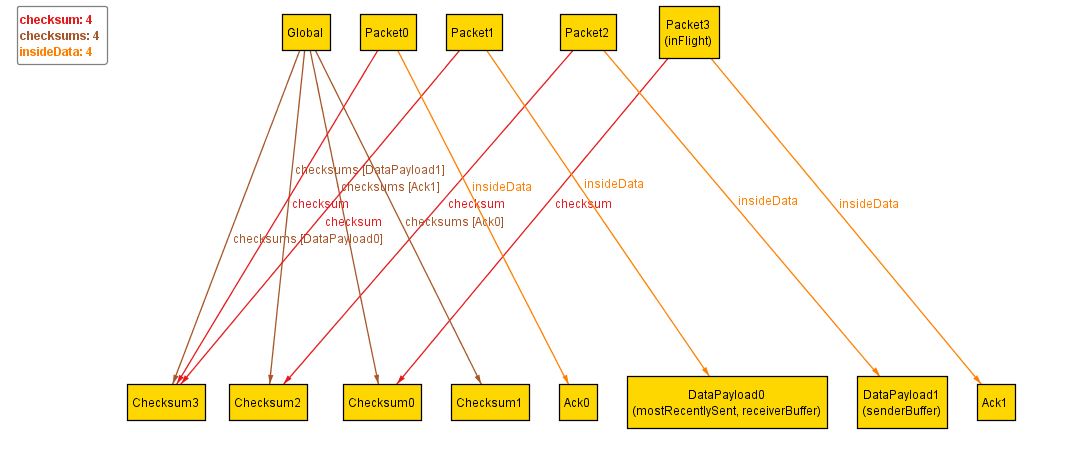 checksum: 4
checksums: 4
insideData: 4
Global
Packet0
Packet1
Packet2
Packet3
(inFlight)
checksums [DataPayload1]
checksums [Ack1]
insideData
insideData
checksum
checksum
checksum
insideData
insideData
checksum
checksums [Ack0]
checksums [DataPayload0]
Checksum3
Checksum2
Checksum0
Checksum1
Ack0
DataPayload0
(mostRecentlySent, receiverBuffer)
DataPayload1
(senderBuffer)
Ack1